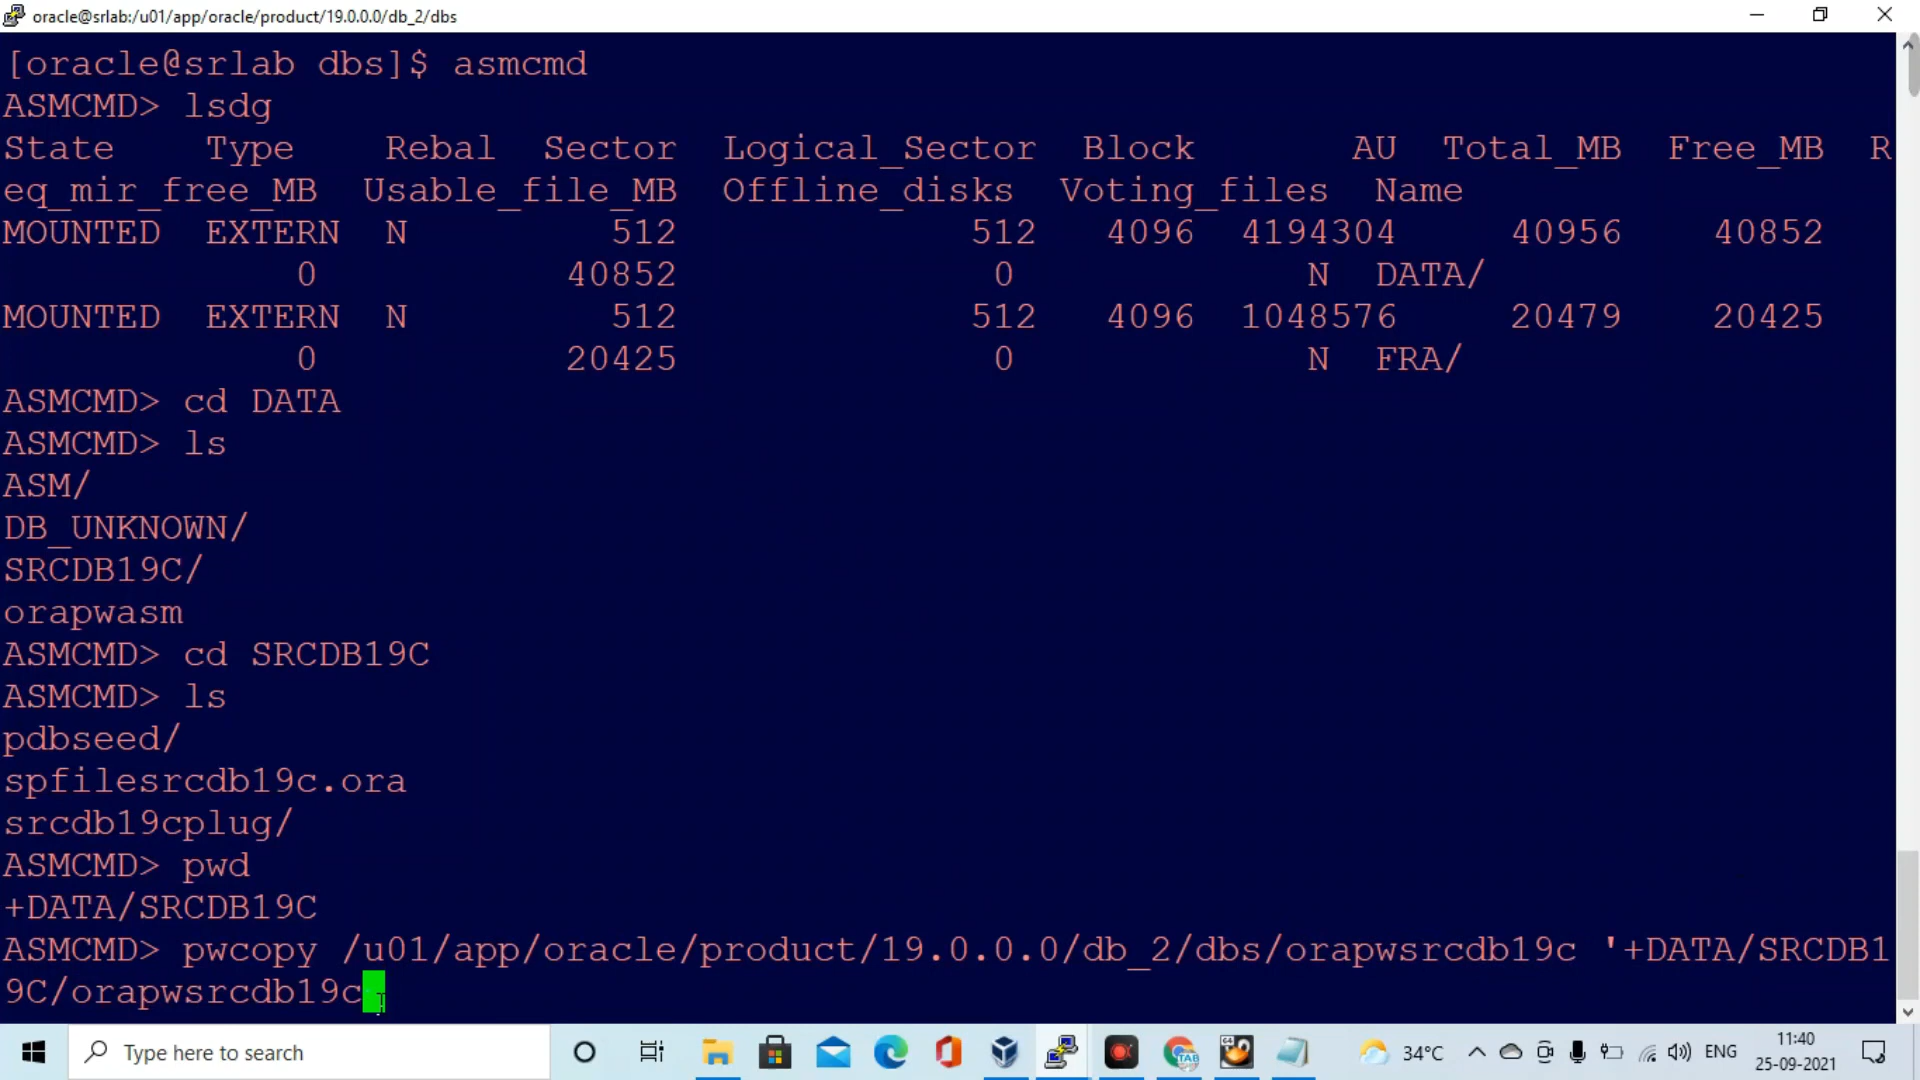 oracle@srlab:/u01/app/oracle/product/19.0.0.0/db_2/dbs
[oracle@srlab dbs]$ asmcmd
ASMCMD> lsdg
State Type Rebal Sector Logical_Sector Block AU Total_MB Free_MB R
eq_mir_free_MB Usable_file_MB Offline_disks Voting_files Name
MOUNTED EXTERN N 512 512 4096 4194304 40956 40852
0 40852 0 N DATA/
MOUNTED EXTERN N 512 512 4096 1048576 20479 20425
0 20425 0 N FRA/
ASMCMD> cd DATA
ASMCMD> ls
ASM/
DB_UNKNOWN/
SRCDB19C/
orapwasm
ASMCMD> cd SRCDB19C
ASMCMD> ls
pdbseed/
spfilesrcdb19c.ora
srcdb19cplug/
ASMCMD> pwd
+DATA/SRCDB19C
ASMCMD> pwcopy /u01/app/oracle/product/19.0.0.0/db_2/dbs/orapwsrcdb19c '+DATA/SRCDB1
9C/orapwsrcdb19c
Type here to search
34°C
ENG
11:40
25-09-2021